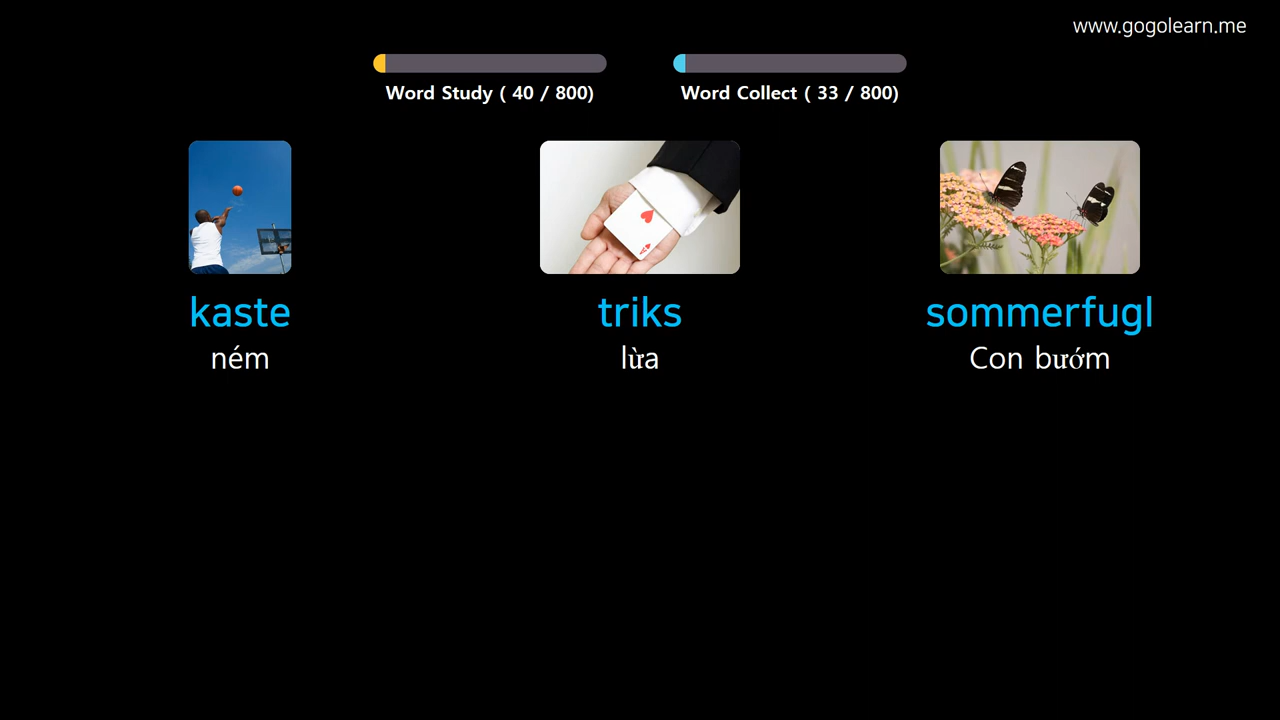 www.gogolearn.me
Word Study ( 40 / 800)
Word Collect ( 33 / 800)
kaste
ném
triks
lừa
sommerfugl
Con bướm